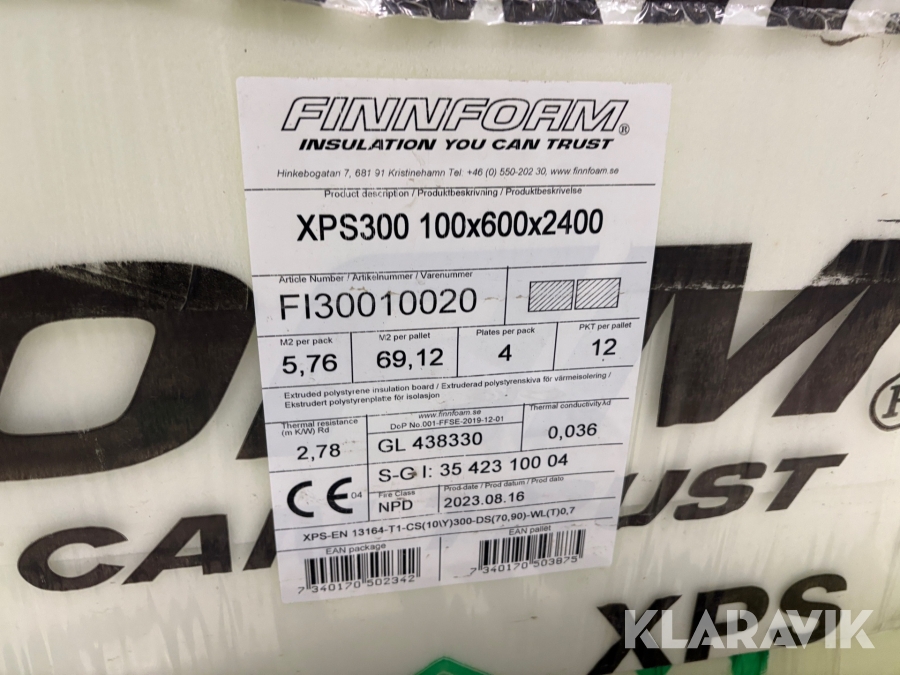 FINNFOAM®
INSULATION YOU CAN TRUST
Hinkebogatan 7, 681 91 Kristinehamn Tel: +46 (0) 550-202 30, www.finnfoam.se
Product description / Produktbeskrivning / Produktbeskrivelse
XPS300 100x600x2400
Article Number / Artikelnummer / Varenummer
FI30010020
M2 per pack M2 per pallet Plates per pack PKT per pallet
5,76 69,12 4 12
Extruded polystyrene insulation board / Extruderad polystyrenskiva för värmeisolering /
Ekstrudert polystyrenplate for isolasjon
Thermal resistance
(m K/W) Rd
2,78
www.finnfoam.se
DoP No.001-FFSE-2019-12-01
GL 438330
Thermal conductivity λd
0,036
S-G I: 35 423 100 04
CE 04
Fire Class
NPD
Prod-date / Prod datum / Prod dato
2023.08.16
XPS-EN 13164-T1-CS(10\Y)300-DS(70,90)-WL(T)0,7
EAN package
7 340170 502342
EAN pallet
7 340170 503875
OAM®
CAN TRUST
XPS
KLARAVIK